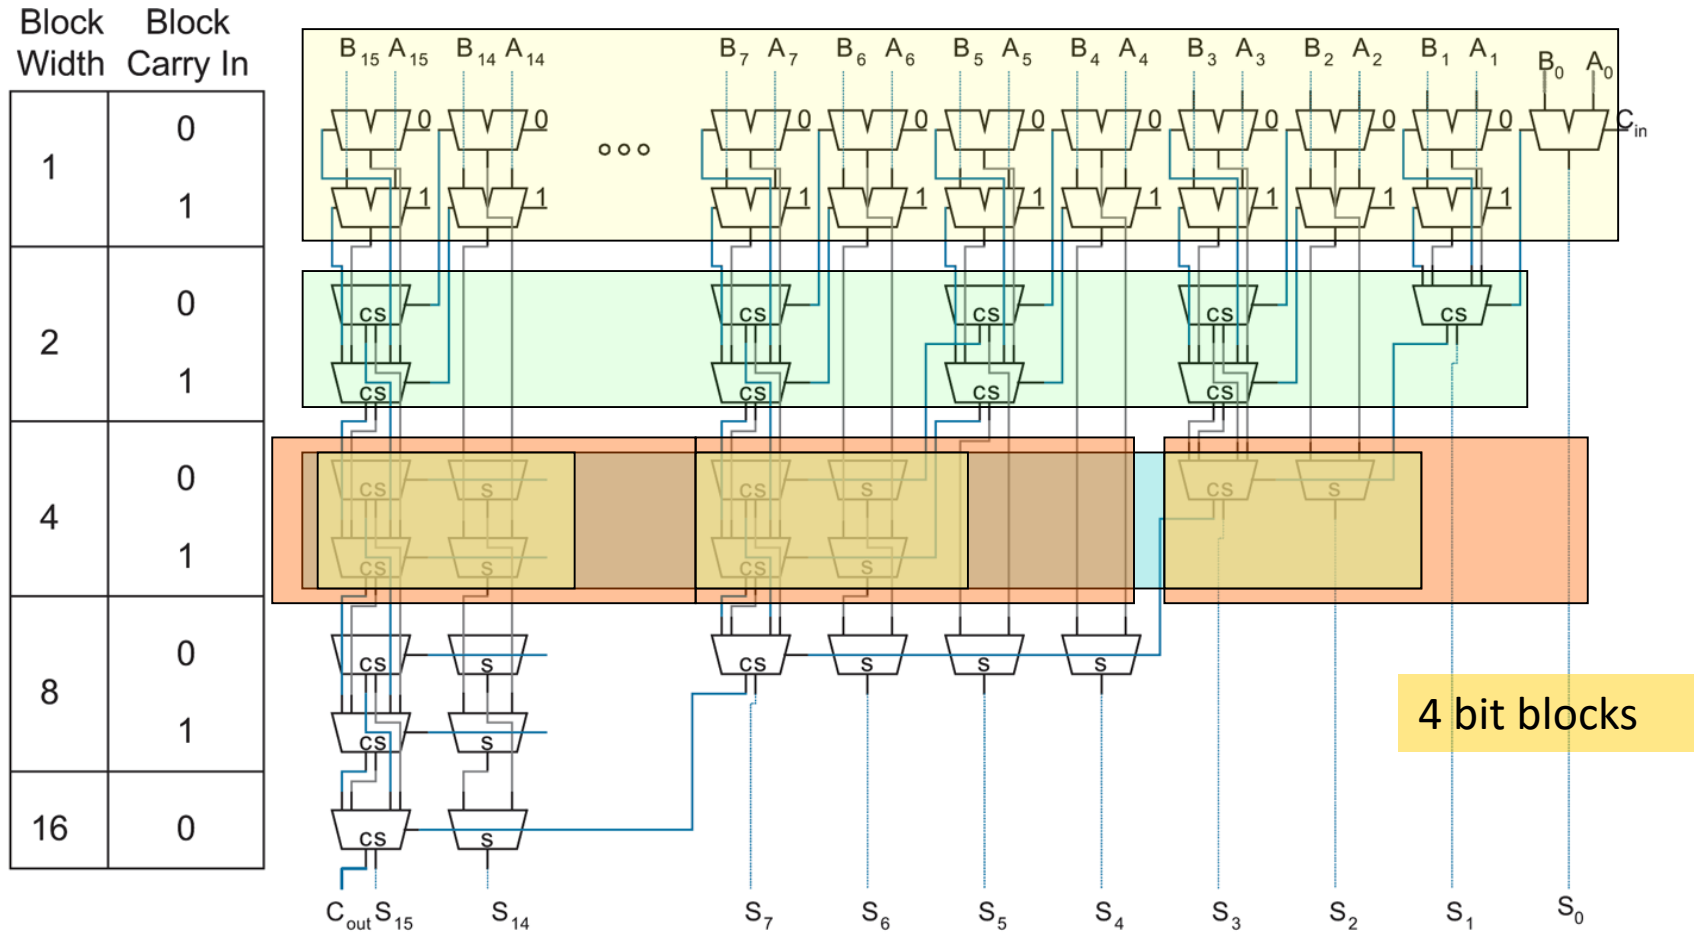 Block Block
Width Carry In
B15 A15 B14 A14 B7 A7 B6 A6 B5 A5 B4 A4 B3 A3 B2 A2 B1 A1 B0 A0
0 0 0 0 0 0 0 0 0 0 Cin
1
1 1 1 1 1 1 1 1 1 1
0 CS CS CS CS CS
2
1 CS CS CS CS
0 CS S CS S CS S
4
1 CS S CS S
0 CS S CS S S S
8
1 CS S
4 bit blocks
16 0 CS S
Cout S15 S14 S7 S6 S5 S4 S3 S2 S1 S0